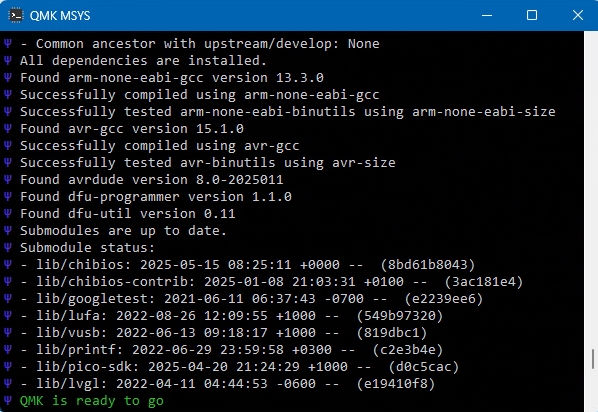 QMK MSYS
Ψ - Common ancestor with upstream/develop: None
Ψ All dependencies are installed.
Ψ Found arm-none-eabi-gcc version 13.3.0
Ψ Successfully compiled using arm-none-eabi-gcc
Ψ Successfully tested arm-none-eabi-binutils using arm-none-eabi-size
Ψ Found avr-gcc version 15.1.0
Ψ Successfully compiled using avr-gcc
Ψ Successfully tested avr-binutils using avr-size
Ψ Found avrdude version 8.0-2025011
Ψ Found dfu-programmer version 1.1.0
Ψ Found dfu-util version 0.11
Ψ Submodules are up to date.
Ψ Submodule status:
Ψ - lib/chibios: 2025-05-15 08:25:11 +0000 --  (8bd61b8043)
Ψ - lib/chibios-contrib: 2025-01-08 21:03:31 +0100 --  (3ac181e4)
Ψ - lib/googletest: 2021-06-11 06:37:43 -0700 --  (e2239ee6)
Ψ - lib/lufa: 2022-08-26 12:09:55 +1000 --  (549b97320)
Ψ - lib/vusb: 2022-06-13 09:18:17 +1000 --  (819dbc1)
Ψ - lib/printf: 2022-06-29 23:59:58 +0300 --  (c2e3b4e)
Ψ - lib/pico-sdk: 2025-04-20 21:24:29 +1000 --  (d0c5cac)
Ψ - lib/lvgl: 2022-04-11 04:44:53 -0600 --  (e19410f8)
Ψ QMK is ready to go